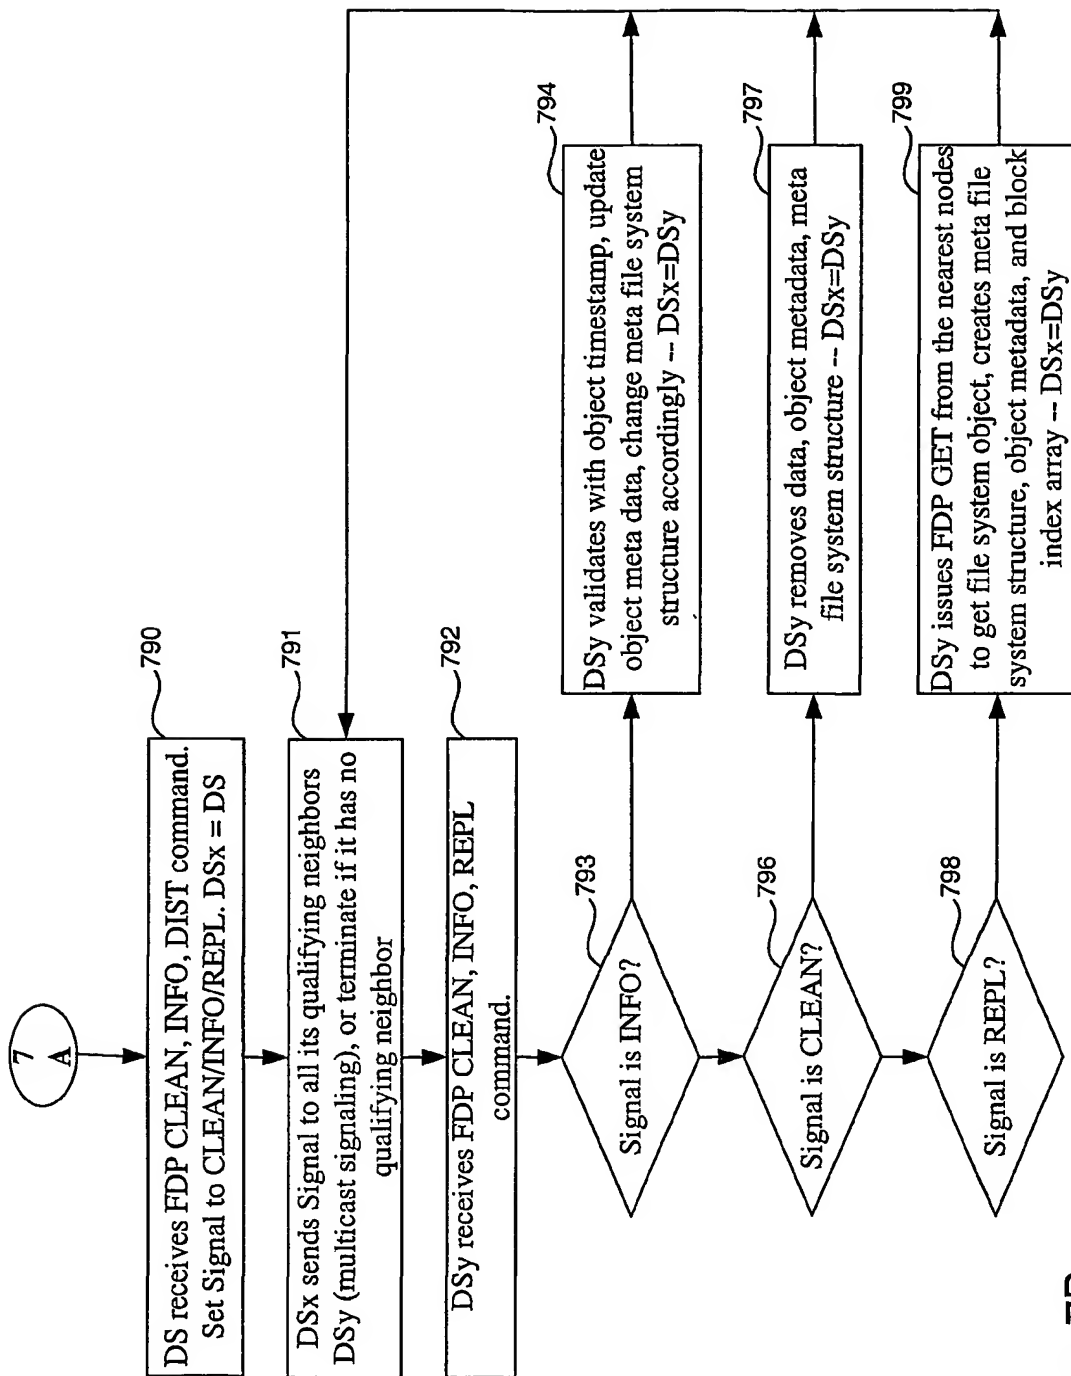 7
A
790
DS receives FDP CLEAN, INFO, DIST command.
Set Signal to CLEAN/INFO/REPL. DSx = DS
791
DSx sends Signal to all its qualifying neighbors
DSy (multicast signaling), or terminate if it has no
qualifying neighbor
792
DSy receives FDP CLEAN, INFO, REPL
command.
793
Signal is INFO?
794
DSy validates with object timestamp, update
object meta data, change meta file system
structure accordingly -- DSx=DSy
796
Signal is CLEAN?
797
DSy removes data, object metadata, meta
file system structure -- DSx=DSy
798
Signal is REPL?
799
DSy issues FDP GET from the nearest nodes
to get file system object, creates meta file
system structure, object metadata, and block
index array -- DSx=DSy